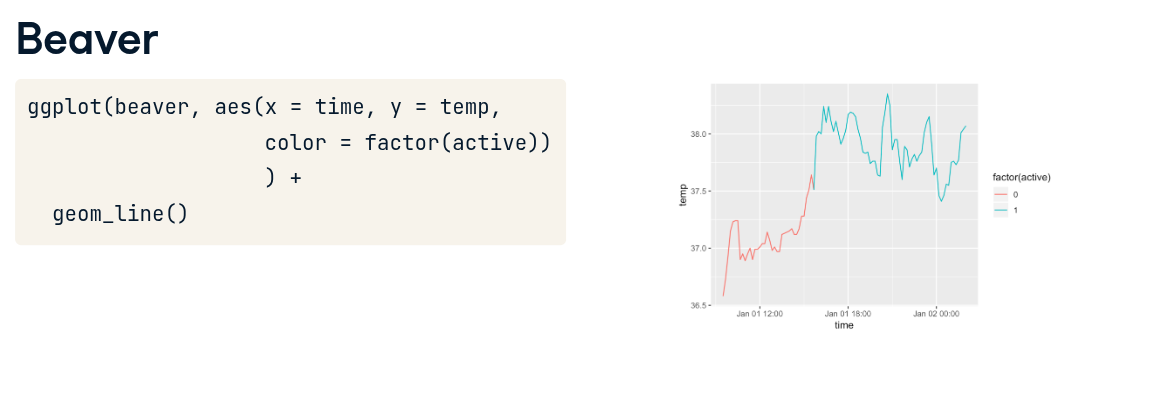 Beaver
ggplot(beaver, aes(x = time, y = temp,
color = factor(active))
) +
geom_line()
38.0
37.5
37.0
36.5
temp
Jan 01 12:00
Jan 01 18:00
Jan 02 00:00
time
factor(active)
0
1